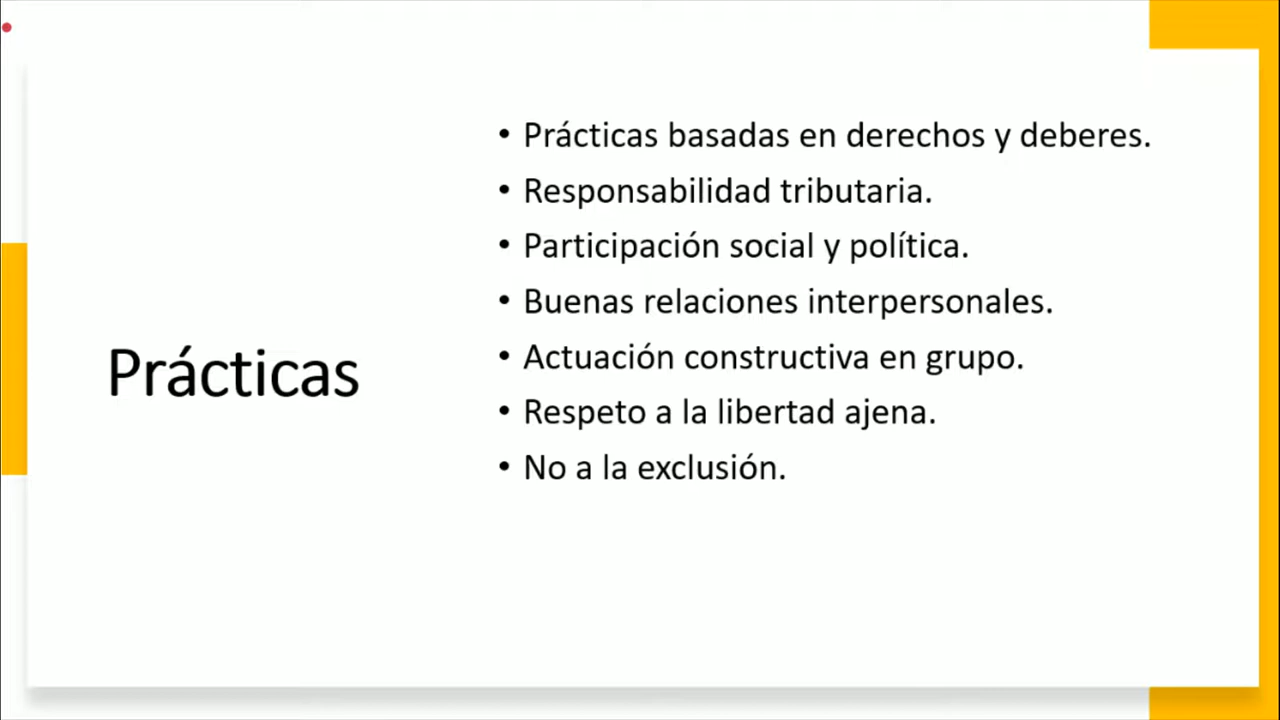 Prácticas
• Prácticas basadas en derechos y deberes.
• Responsabilidad tributaria.
• Participación social y política.
• Buenas relaciones interpersonales.
• Actuación constructiva en grupo.
• Respeto a la libertad ajena.
• No a la exclusión.